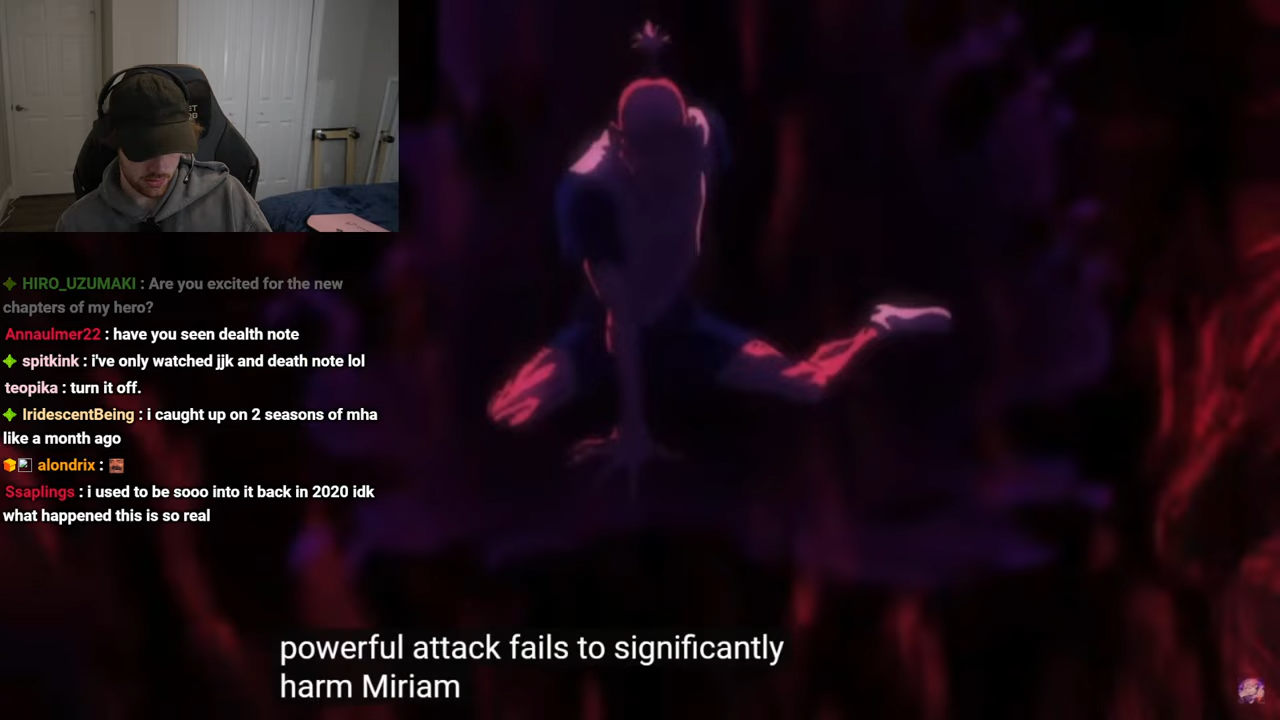 HIRO_UZUMAKI : Are you excited for the new
chapters of my hero?
Annaulmer22 : have you seen dealth note
spitkink : i've only watched jjk and death note lol
teopika : turn it off.
IridescentBeing : i caught up on 2 seasons of mha
like a month ago
alondrix :
Ssaplings : i used to be sooo into it back in 2020 idk
what happened this is so real
powerful attack fails to significantly
harm Miriam